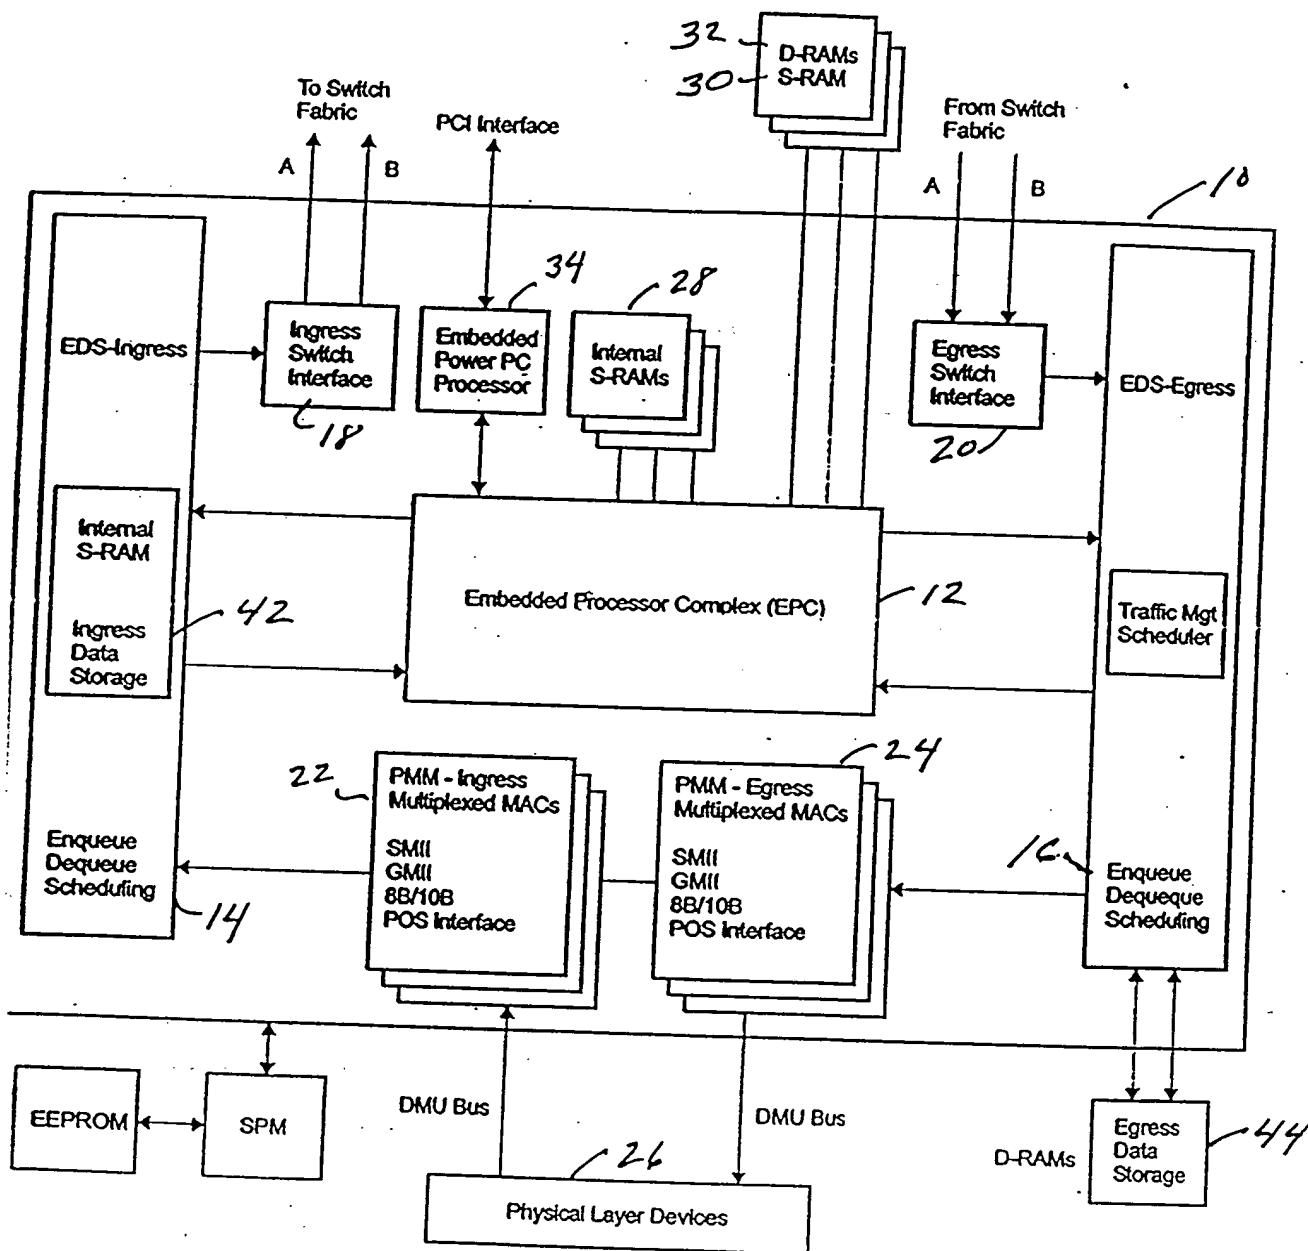 32
D-RAMs
30
S-RAM
To Switch
Fabric
PCI Interface
From Switch
Fabric
A
B
A
B
10
34
28
EDS-Ingress
Ingress
Switch
Interface
18
Embedded
Power PC
Processor
Internal
S-RAMs
Egress
Switch
Interface
20
EDS-Egress
Internal
S-RAM
42
Ingress
Data
Storage
Embedded Processor Complex (EPC)
12
Traffic Mgt
Scheduler
22
PMM - Ingress
Multiplexed MACs
SMII
GMII
8B/10B
POS Interface
24
PMM - Egress
Multiplexed MACs
SMII
GMII
8B/10B
POS Interface
Enqueue
Dequeue
Scheduling
14
16
Enqueue
Dequeque
Scheduling
EEPROM
SPM
DMU Bus
DMU Bus
D-RAMs
Egress
Data
Storage
44
26
Physical Layer Devices